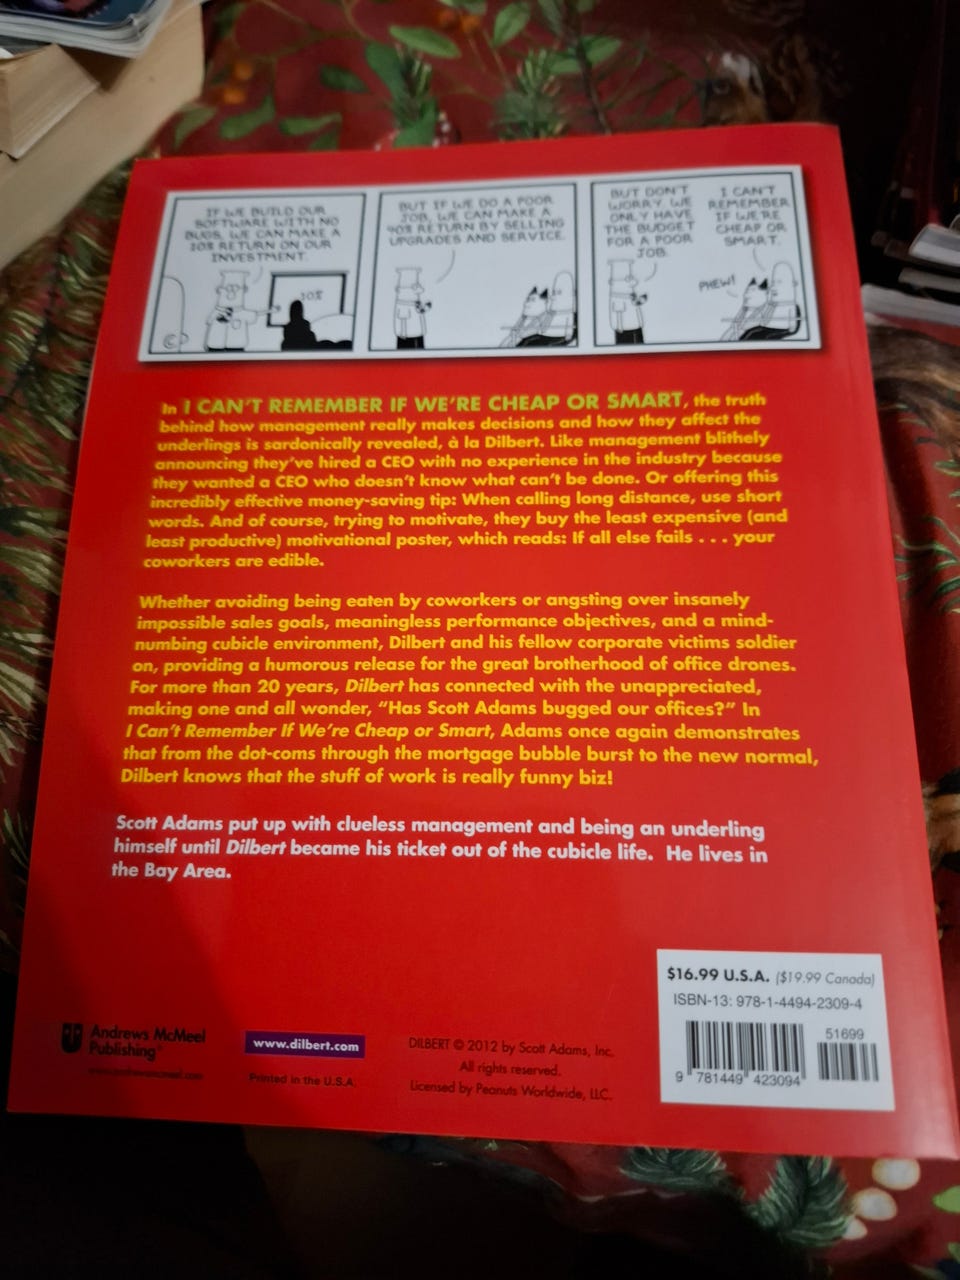 IF WE BUILD OUR
SOFTWARE WITH NO
BUGS, WE CAN MAKE A
20% RETURN ON OUR
INVESTMENT.
20%
BUT IF WE DO A POOR
JOB, WE CAN MAKE A
40% RETURN BY SELLING
UPGRADES AND SERVICE.
BUT DON'T
WORRY. WE
ONLY HAVE
THE BUDGET
FOR A POOR
JOB.
I CAN'T
REMEMBER
IF WE'RE
CHEAP OR
SMART.
PHEW!
In I CAN'T REMEMBER IF WE'RE CHEAP OR SMART, the truth
behind how management really makes decisions and how they affect the
underlings is sardonically revealed, à la Dilbert. Like management blithely
announcing they've hired a CEO with no experience in the industry because
they wanted a CEO who doesn't know what can't be done. Or offering this
incredibly effective money-saving tip: When calling long distance, use short
words. And of course, trying to motivate, they buy the least expensive (and
least productive) motivational poster, which reads: If all else fails . . . your
coworkers are edible.
Whether avoiding being eaten by coworkers or angsting over insanely
impossible sales goals, meaningless performance objectives, and a mind-
numbing cubicle environment, Dilbert and his fellow corporate victims soldier
on, providing a humorous release for the great brotherhood of office drones.
For more than 20 years, Dilbert has connected with the unappreciated,
making one and all wonder, "Has Scott Adams bugged our offices?" In
I Can't Remember If We're Cheap or Smart, Adams once again demonstrates
that from the dot-coms through the mortgage bubble burst to the new normal,
Dilbert knows that the stuff of work is really funny biz!
Scott Adams put up with clueless management and being an underling
himself until Dilbert became his ticket out of the cubicle life. He lives in
the Bay Area.
Andrews McMeel
Publishing®
www.andrewsmcmeel.com
www.dilbert.com
Printed in the U.S.A.
DILBERT © 2012 by Scott Adams, Inc.
All rights reserved.
Licensed by Peanuts Worldwide, LLC.
$16.99 U.S.A. ($19.99 Canada)
ISBN-13: 978-1-4494-2309-4
51699
9 781449 423094